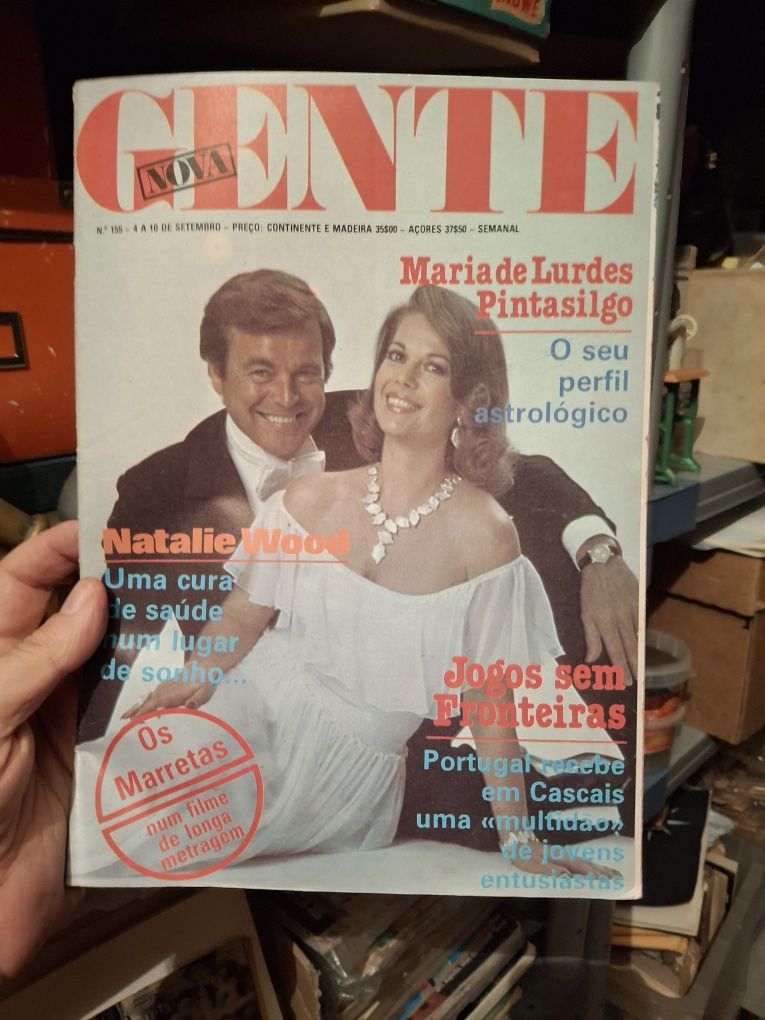 GENTE
NOVA
N.º 155 - 4 A 10 DE SETEMBRO - PREÇO: CONTINENTE E MADEIRA 35$00 - AÇORES 37$50 - SEMANAL
Maria de Lurdes
Pintasilgo
O seu
perfil
astrológico
Natalie Wood
Uma cura
de saúde
num lugar
de sonho...
Jogos sem
Fronteiras
Portugal recebe
em Cascais
uma «multidão»
de jovens
entusiastas
Os
Marretas
num filme
de longa
metragem